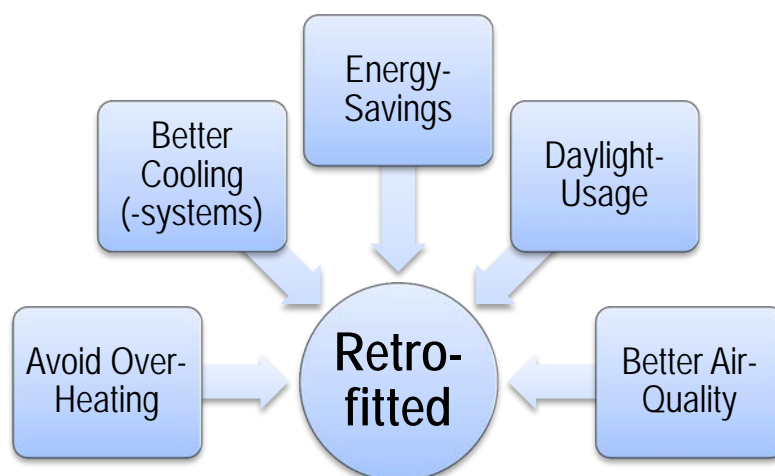 Energy-
Savings
Better
Cooling
(-systems)
Daylight-
Usage
Avoid Over-
Heating
Retro-
fitted
Better Air-
Quality